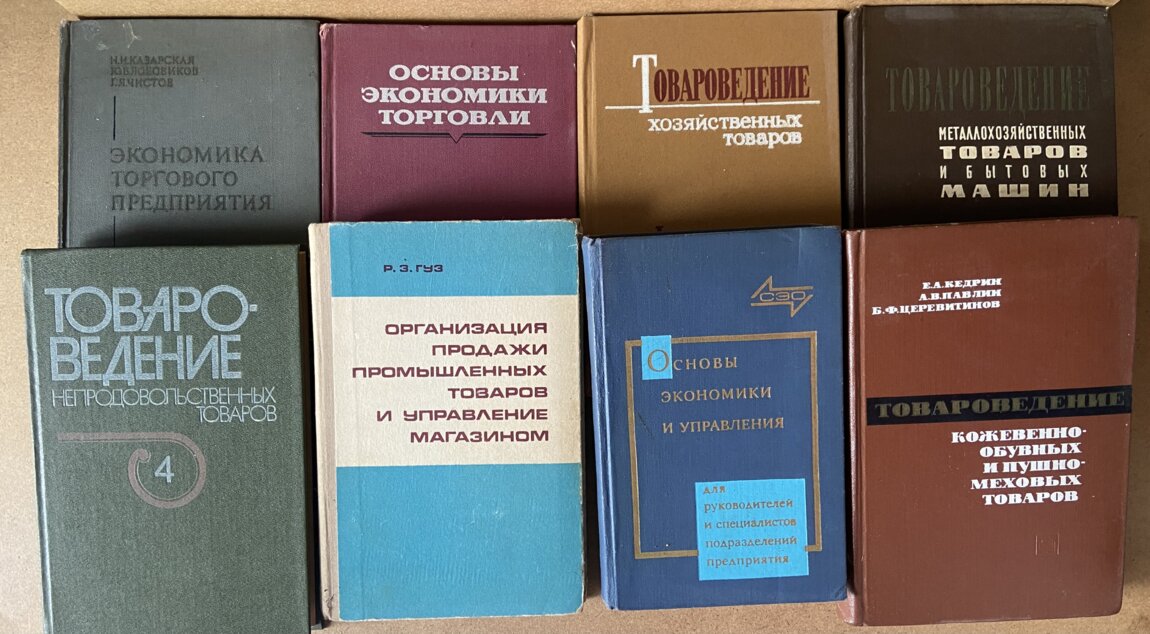 Н.И.КАЗАРСКАЯ
Ю.В.ЛОБОВИКОВ
Г.Я.ЧИСТОВ
ЭКОНОМИКА
ТОРГОВОГО
ПРЕДПРИЯТИЯ
ОСНОВЫ
ЭКОНОМИКИ
ТОРГОВЛИ
ТОВАРОВЕДЕНИЕ
ХОЗЯЙСТВЕННЫХ
ТОВАРОВ
ТОВАРОВЕДЕНИЕ
МЕТАЛЛОХОЗЯЙСТВЕННЫХ
ТОВАРОВ
И БЫТОВЫХ
МАШИН
ТОВАРО-
ВЕДЕНИЕ
НЕПРОДОВОЛЬСТВЕННЫХ
ТОВАРОВ
4
Р. З. ГУЗ
ОРГАНИЗАЦИЯ
ПРОДАЖИ
ПРОМЫШЛЕННЫХ
ТОВАРОВ
И УПРАВЛЕНИЕ
МАГАЗИНОМ
СЭО
ОСНОВЫ
ЭКОНОМИКИ
И УПРАВЛЕНИЯ
для
руководителей
и специалистов
подразделений
предприятия
Е.А.КЕДРИН
А.В.ПАВЛИН
Б.Ф.ЦЕРЕВИТИНОВ
ТОВАРОВЕДЕНИЕ
КОЖЕВЕННО-
ОБУВНЫХ
И ПУШНО-
МЕХОВЫХ
ТОВАРОВ